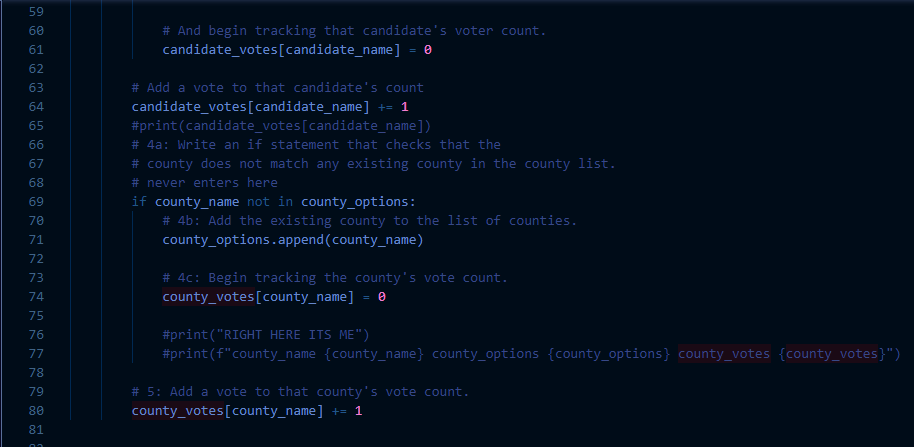 59
60 # And begin tracking that candidate's voter count.
61 candidate_votes[candidate_name] = 0
62
63 # Add a vote to that candidate's count
64 candidate_votes[candidate_name] += 1
65 #print(candidate_votes[candidate_name])
66 # 4a: Write an if statement that checks that the
67 # county does not match any existing county in the county list.
68 # never enters here
69 if county_name not in county_options:
70 # 4b: Add the existing county to the list of counties.
71 county_options.append(county_name)
72
73 # 4c: Begin tracking the county's vote count.
74 county_votes[county_name] = 0
75
76 #print("RIGHT HERE ITS ME")
77 #print(f"county_name {county_name} county_options {county_options} county_votes {county_votes}")
78
79 # 5: Add a vote to that county's vote count.
80 county_votes[county_name] += 1
81